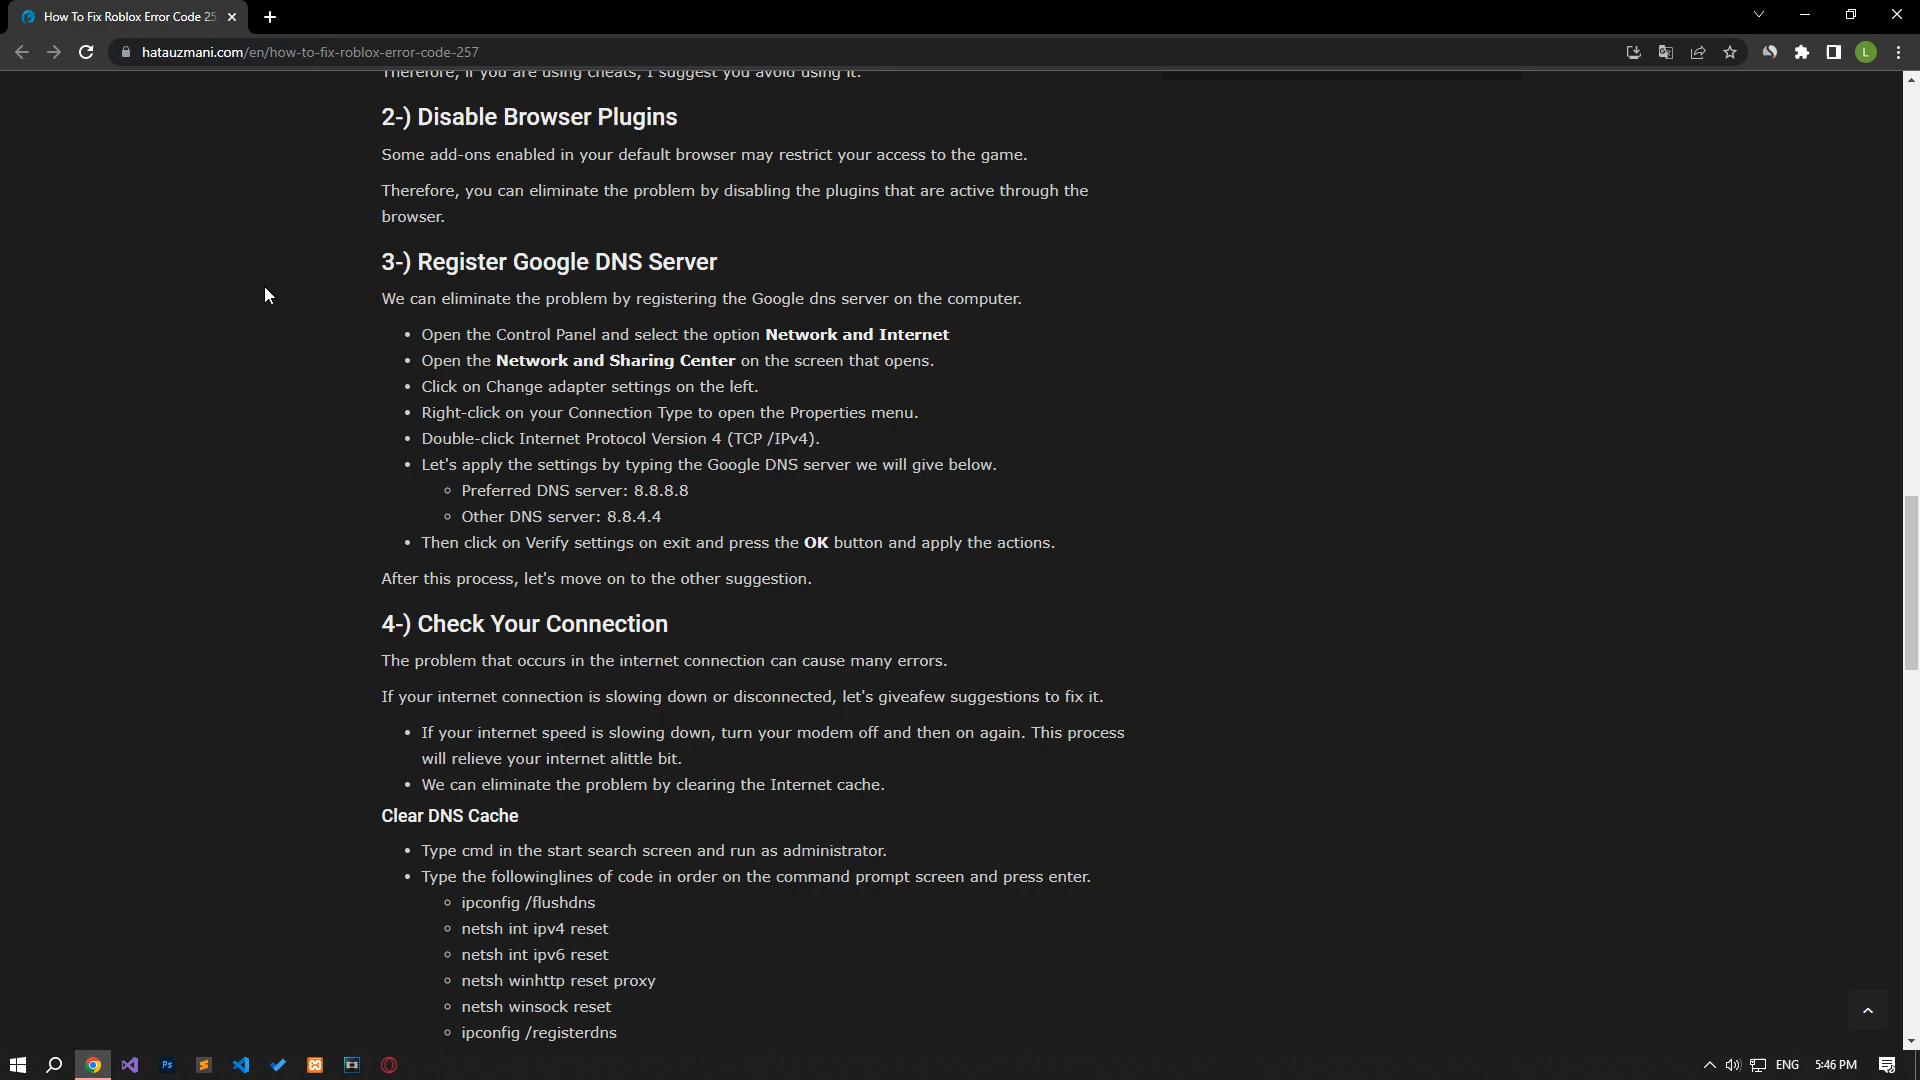 How To Fix Roblox Error Code 25
hatauzmani.com/en/how-to-fix-roblox-error-code-257
L
Therefore, if you are using cheats, I suggest you avoid using it.
2-) Disable Browser Plugins
Some add-ons enabled in your default browser may restrict your access to the game.
Therefore, you can eliminate the problem by disabling the plugins that are active through the
browser.
3-) Register Google DNS Server
We can eliminate the problem by registering the Google dns server on the computer.
• Open the Control Panel and select the option Network and Internet
• Open the Network and Sharing Center on the screen that opens.
• Click on Change adapter settings on the left.
• Right-click on your Connection Type to open the Properties menu.
• Double-click Internet Protocol Version 4 (TCP /IPv4).
• Let's apply the settings by typing the Google DNS server we will give below.
◦ Preferred DNS server: 8.8.8.8
◦ Other DNS server: 8.8.4.4
• Then click on Verify settings on exit and press the OK button and apply the actions.
After this process, let's move on to the other suggestion.
4-) Check Your Connection
The problem that occurs in the internet connection can cause many errors.
If your internet connection is slowing down or disconnected, let's giveafew suggestions to fix it.
• If your internet speed is slowing down, turn your modem off and then on again. This process
will relieve your internet alittle bit.
• We can eliminate the problem by clearing the Internet cache.
Clear DNS Cache
• Type cmd in the start search screen and run as administrator.
• Type the followinglines of code in order on the command prompt screen and press enter.
◦ ipconfig /flushdns
◦ netsh int ipv4 reset
◦ netsh int ipv6 reset
◦ netsh winhttp reset proxy
◦ netsh winsock reset
◦ ipconfig /registerdns
Ps
ENG
5:46 PM